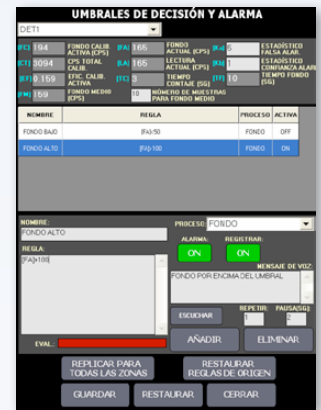 UMBRALES DE DECISIÓN Y ALARMA
DET1
[FC] 194 FONDO CALIB. ACTIVA (CPS) [FA] 165 FONDO ACTUAL (CPS) [Ka] 6 ESTADÍSTICO FALSA ALAR.
[CT] 3094 CPS TOTAL CALIB. [LA] 165 LECTURA ACTUAL (CPS) 1 ESTADÍSTICO CONFIANZA ALAR
[EF] 0.159 EFIC. CALIB. ACTIVA [TC] 3 TIEMPO CONTAJE (SG) [TF] 10 TIEMPO FONDO (SG)
[FM] 159 FONDO MEDIO (CPS) 10 NÚMERO DE MUESTRAS PARA FONDO MEDIO
NOMBRE REGLA PROCESO ACTIVA
FONDO BAJO [FA]<50 FONDO OFF
FONDO ALTO [FA]>100 FONDO ON
NOMBRE: PROCESO: FONDO
FONDO ALTO
ALARMA: REGISTRAR:
REGLA:
[FA]>100 ON ON
MENSAJE DE VOZ:
FONDO POR ENCIMA DEL UMBRAL
REPETIR: PAUSA(SG):
ESCUCHAR 1 2
EVAL.: AÑADIR ELIMINAR
REPLICAR PARA TODAS LAS ZONAS RESTAURAR REGLAS DE ORIGEN
GUARDAR RESTAURAR CERRAR